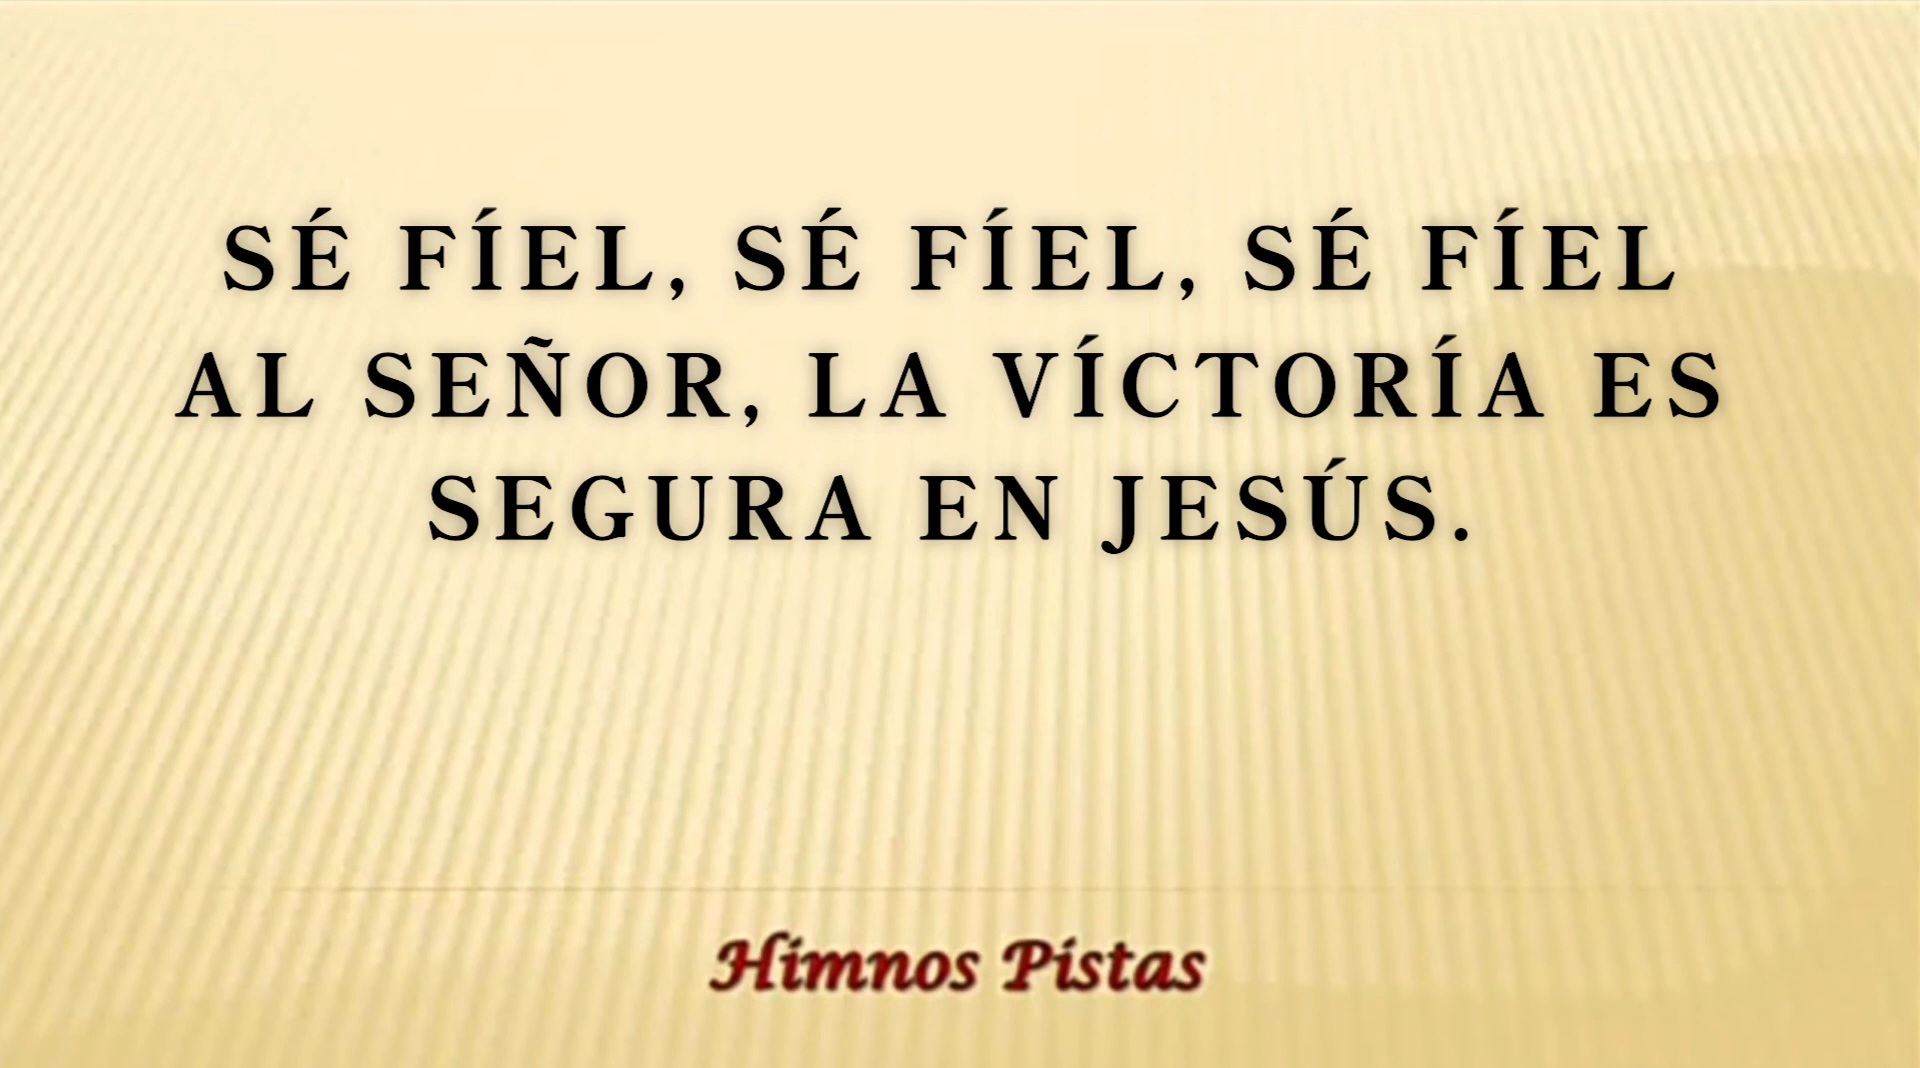 SÉ FÍEL, SÉ FÍEL, SÉ FÍEL
AL SEÑOR, LA VÍCTORÍA ES
SEGURA EN JESÚS.
Himnos Pistas